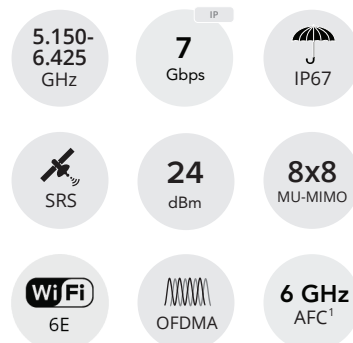 IP
5.150-
6.425
GHz
7
Gbps
IP67
SRS
24
dBm
8x8
MU-MIMO
WiFi
6E
OFDMA
6 GHz
AFC1